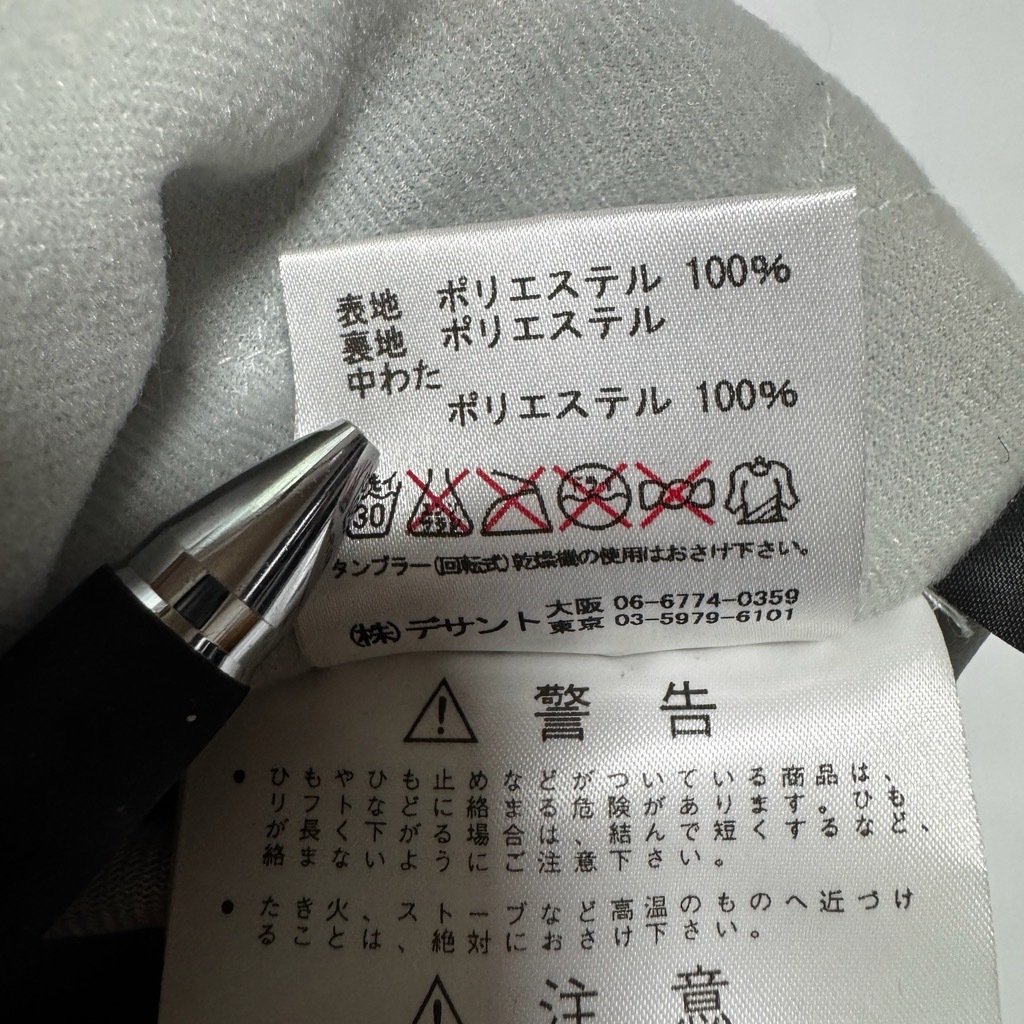 表地 ポリエステル 100%
裏地 ポリエステル
中わた
ポリエステル 100%
30
タンブラー(回転式)乾燥機の使用はおさけ下さい。
(株)デサント 大阪 06-6774-0359
東京 03-5979-6101
警告
• ひもやひも止めなどがついている商品は、
リフトなどに絡まる危険があります。ひも
が長く下がる場合は、結んで短くするなど、
絡まないようにご注意下さい。
• たき火、ストーブなど高温のものへ近づけ
ることは、絶対におさけ下さい。
注意